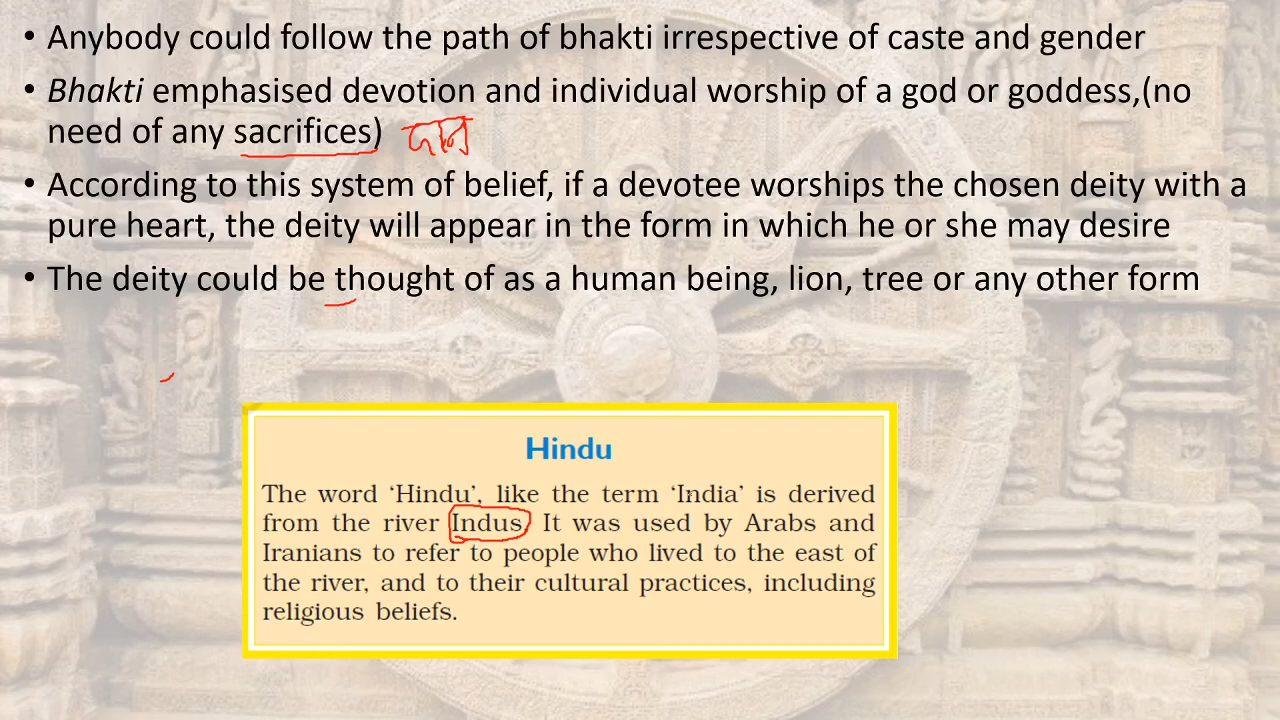 • Anybody could follow the path of bhakti irrespective of caste and gender
• Bhakti emphasised devotion and individual worship of a god or goddess,(no
need of any sacrifices)
• According to this system of belief, if a devotee worships the chosen deity with a
pure heart, the deity will appear in the form in which he or she may desire
• The deity could be thought of as a human being, lion, tree or any other form
Hindu
The word ‘Hindu’, like the term ‘India’ is derived
from the river Indus. It was used by Arabs and
Iranians to refer to people who lived to the east of
the river, and to their cultural practices, including
religious beliefs.